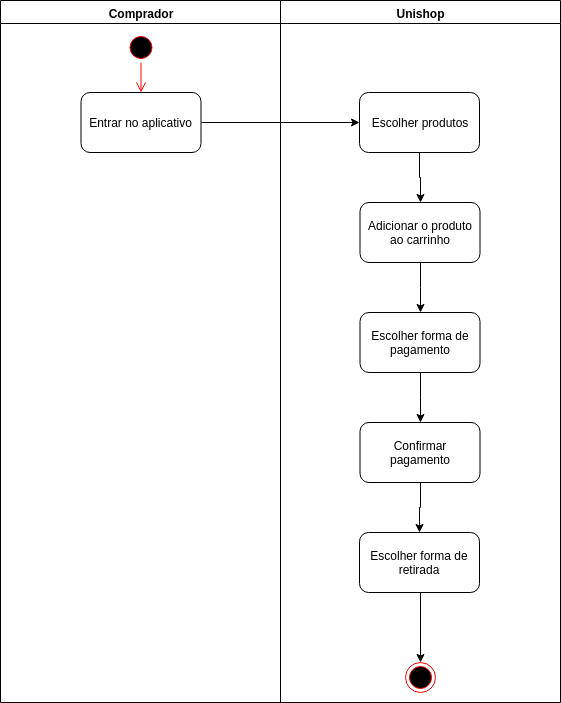 Comprador
Unishop
Entrar no aplicativo
Escolher produtos
Adicionar o produto
ao carrinho
Escolher forma de
pagamento
Confirmar
pagamento
Escolher forma de
retirada